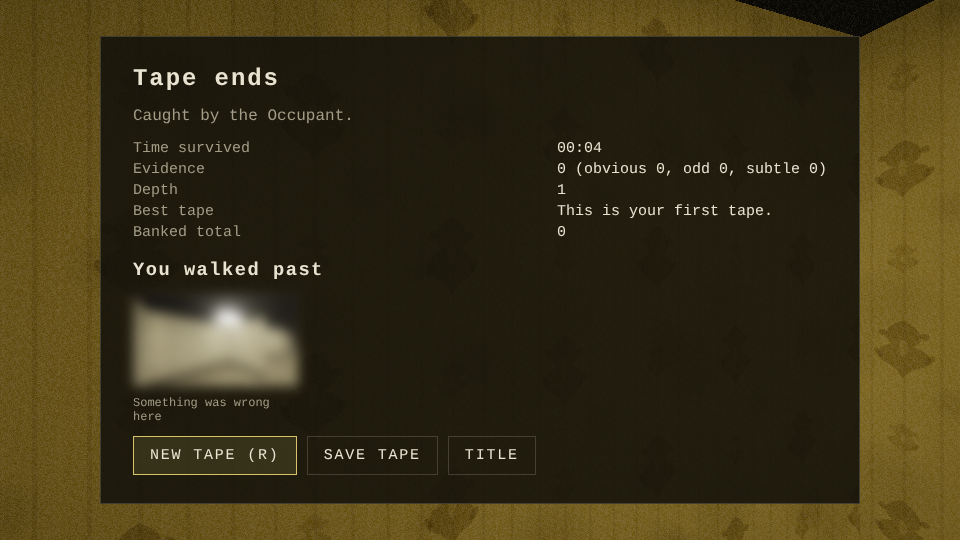 Tape ends
Caught by the Occupant.
Time survived 00:04
Evidence 0 (obvious 0, odd 0, subtle 0)
Depth 1
Best tape This is your first tape.
Banked total 0
You walked past
Something was wrong
here
NEW TAPE (R) SAVE TAPE TITLE